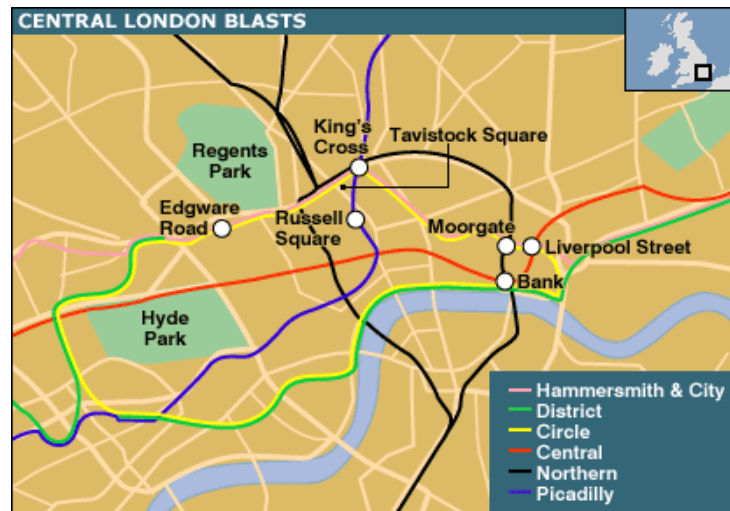 CENTRAL LONDON BLASTS
King's
Cross
Tavistock Square
Regents
Park
Edgware
Road
Russell
Square
Moorgate
Liverpool Street
Bank
Hyde
Park
Hammersmith & City
District
Circle
Central
Northern
Picadilly